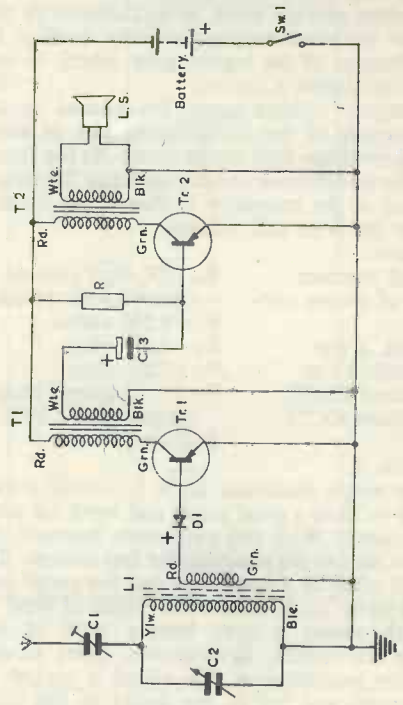 C1
Ylw.
L1
C2
Ble.
Rd.
Grn.
+
D1
T1
Rd.
Wte.
Grn.
Blk.
Tr. 1
+
C13
R
T2
Rd.
Wte.
Grn.
Blk.
Tr. 2
L.S.
Battery
+
Sw.1